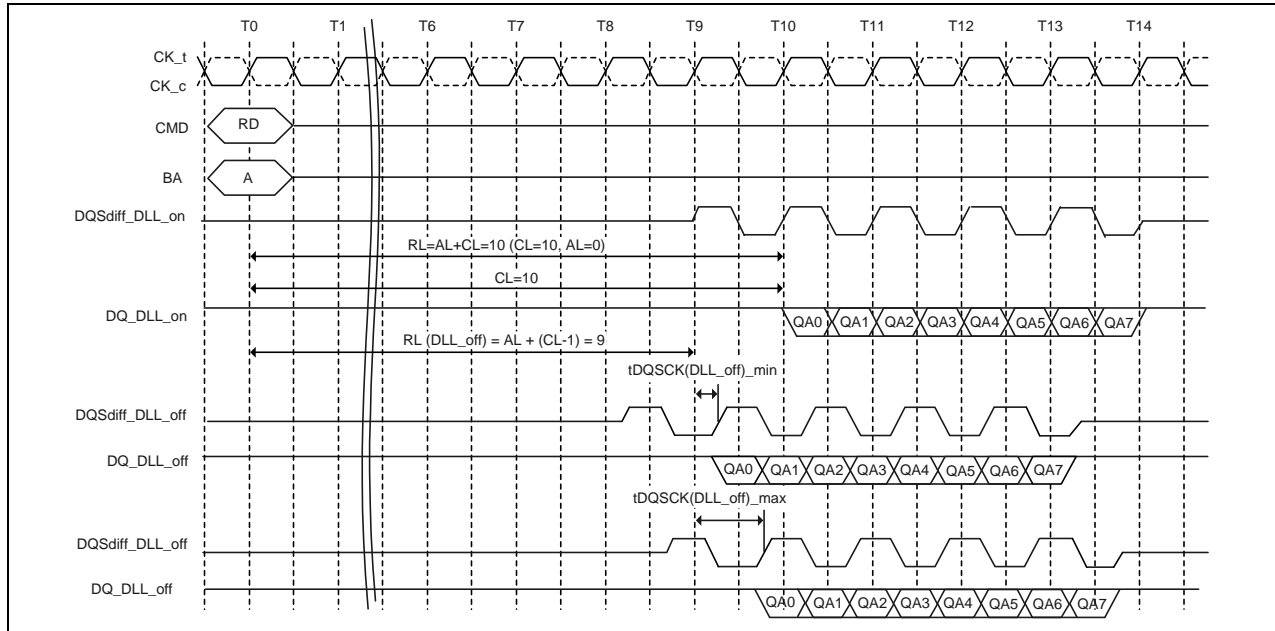 T0 T1 T6 T7 T8 T9 T10 T11 T12 T13 T14
CK_t
CK_c
CMD RD
BA A
DQSdiff_DLL_on
RL=AL+CL=10 (CL=10, AL=0)
CL=10
DQ_DLL_on QA0 QA1 QA2 QA3 QA4 QA5 QA6 QA7
RL (DLL_off) = AL + (CL-1) = 9
tDQSCK(DLL_off)_min
DQSdiff_DLL_off
DQ_DLL_off QA0 QA1 QA2 QA3 QA4 QA5 QA6 QA7
tDQSCK(DLL_off)_max
DQSdiff_DLL_off
DQ_DLL_off QA0 QA1 QA2 QA3 QA4 QA5 QA6 QA7